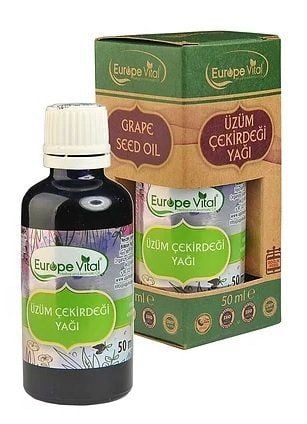 Europe Vital
ÜZÜM ÇEKİRDEĞİ
YAĞI
50 m
Europe Vital
GRAPE
SEED OIL
Europe Vital
ÜZÜM
ÇEKİRDEĞİ
YAĞI
Europe Vital
ÜZÜM ÇEKİRDEĞİ
YAĞI
50 ml e